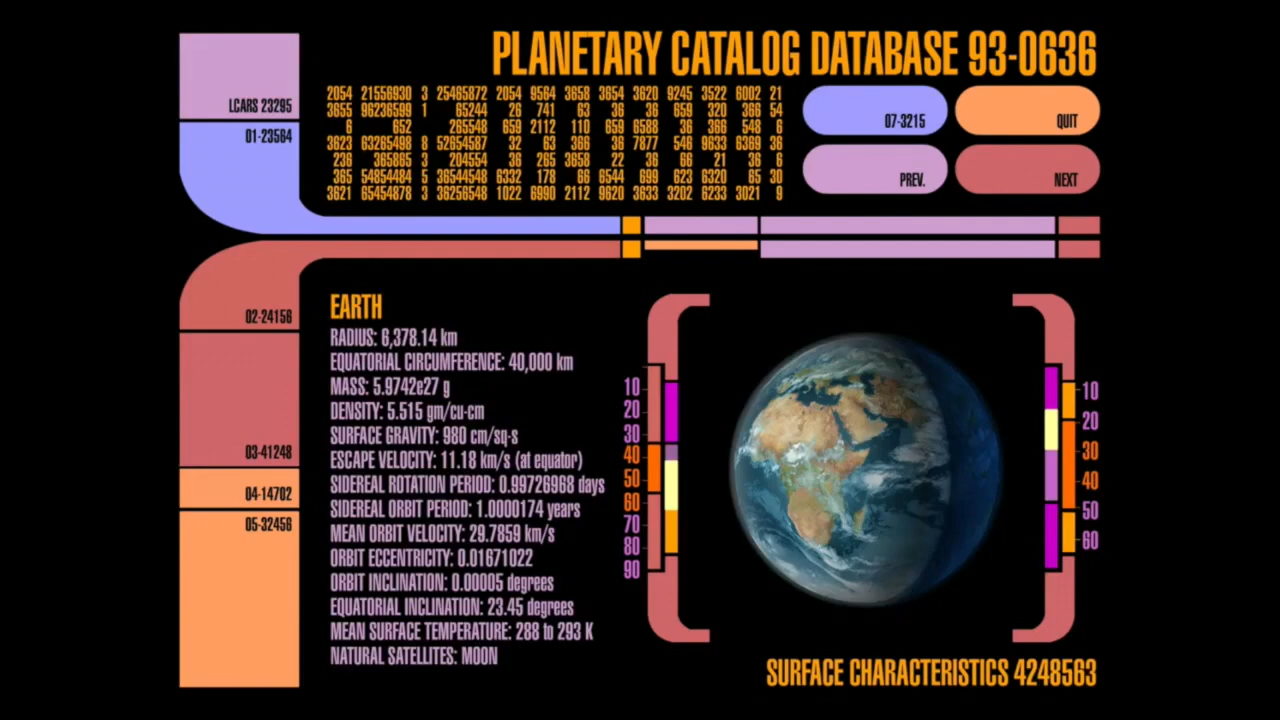 PLANETARY CATALOG DATABASE 93-0636
LCARS 23295
01-23564
2054 21556930 3 25485872 2054 9564 3658 3654 3620 9245 3522 6002 21
3655 96236599 1 65244 26 741 63 36 36 659 320 366 54
6 652 265548 659 2112 110 659 6588 36 366 548 6
3623 63265498 8 52654587 32 63 366 36 7877 546 9633 6369 36
236 365865 3 204554 36 265 3658 22 36 66 21 36 6
365 54854484 5 36544548 6332 178 66 6544 699 623 6320 85 30
3621 65454878 3 36256548 1022 6990 2112 9620 3633 3202 6233 3021 9
07-3215
QUIT
PREV.
NEXT
02-24156
03-41248
04-14702
05-32456
EARTH
RADIUS: 6,378.14 km
EQUATORIAL CIRCUMFERENCE: 40,000 km
MASS: 5.9742e27 g
DENSITY: 5.515 gm/cu-cm
SURFACE GRAVITY: 980 cm/sq-s
ESCAPE VELOCITY: 11.18 km/s (at equator)
SIDEREAL ROTATION PERIOD: 0.99726968 days
SIDEREAL ORBIT PERIOD: 1.0000174 years
MEAN ORBIT VELOCITY: 29.7859 km/s
ORBIT ECCENTRICITY: 0.01671022
ORBIT INCLINATION: 0.00005 degrees
EQUATORIAL INCLINATION: 23.45 degrees
MEAN SURFACE TEMPERATURE: 288 to 293 K
NATURAL SATELLITES: MOON
10
20
30
40
50
60
70
80
90
10
20
30
40
50
60
SURFACE CHARACTERISTICS 4248563